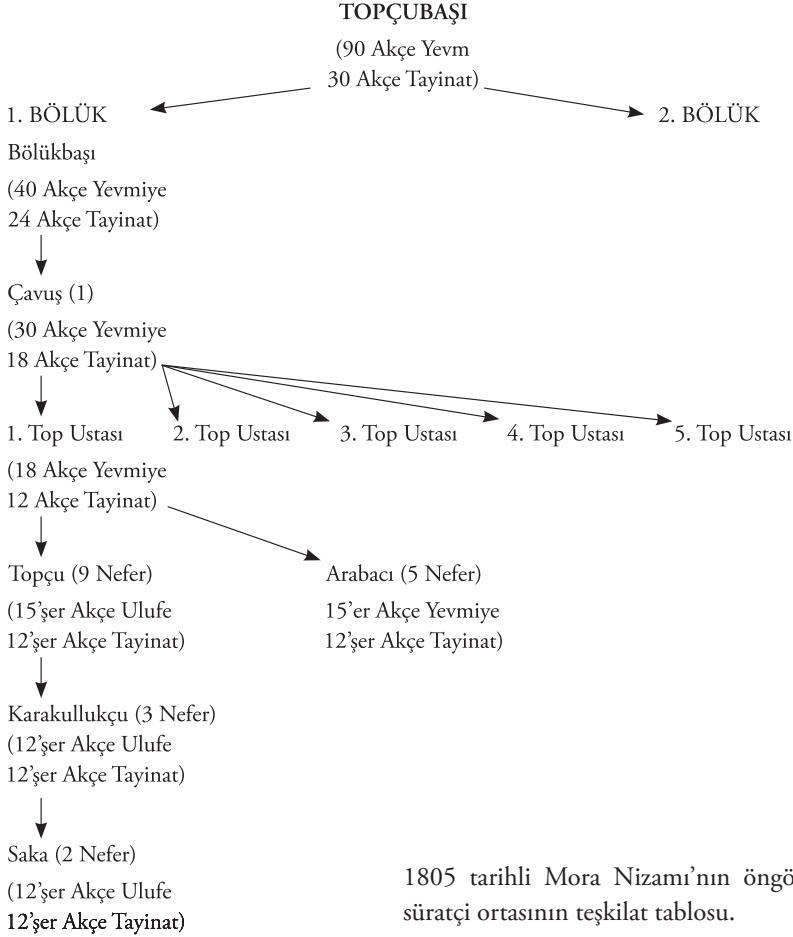 TOPÇUBAŞI
(90 Akçe Yevm
30 Akçe Tayinat)
1. BÖLÜK
2. BÖLÜK
Bölükbaşı
(40 Akçe Yevmiye
24 Akçe Tayinat)
Çavuş (1)
(30 Akçe Yevmiye
18 Akçe Tayinat)
1. Top Ustası
2. Top Ustası
3. Top Ustası
4. Top Ustası
5. Top Ustası
(18 Akçe Yevmiye
12 Akçe Tayinat)
Topçu (9 Nefer)
(15’şer Akçe Ulufe
12’şer Akçe Tayinat)
Arabacı (5 Nefer)
15’er Akçe Yevmiye
12’şer Akçe Tayinat)
Karakullukçu (3 Nefer)
(12’şer Akçe Ulufe
12’şer Akçe Tayinat)
Saka (2 Nefer)
(12’şer Akçe Ulufe
12’şer Akçe Tayinat)
1805 tarihli Mora Nizamı’nın
süratçi ortasının teşkilat tablosu.